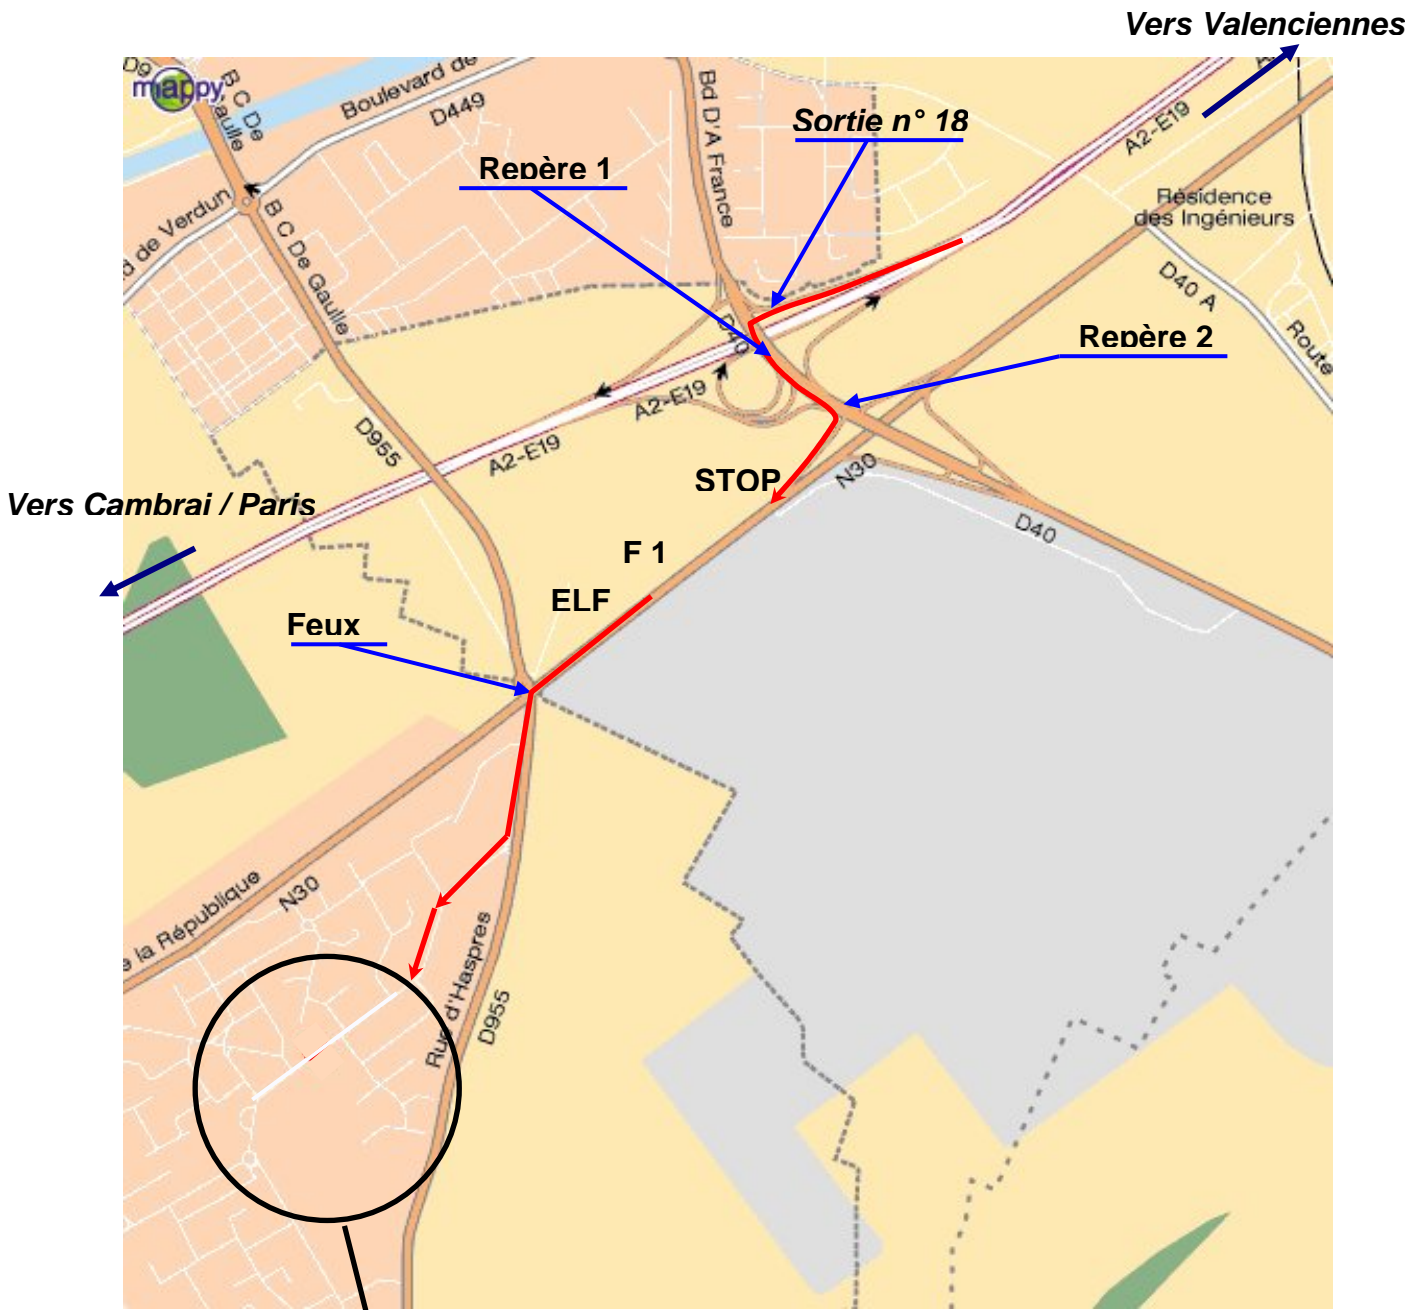 Vers Valenciennes
D9
mappy
B C De
Gaulle
Boulevard de
D449
Bd D'A France
Sortie n° 18
A2-E19
Repère 1
d de Verdun
B C De Gaulle
Résidence
des Ingénieurs
D40 A
Route
D40
Repère 2
A2-E19
D955
A2-E19
STOP
N30
Vers Cambrai / Paris
D40
F 1
ELF
Feux
e la République
N30
Rue d'Haspres
D955